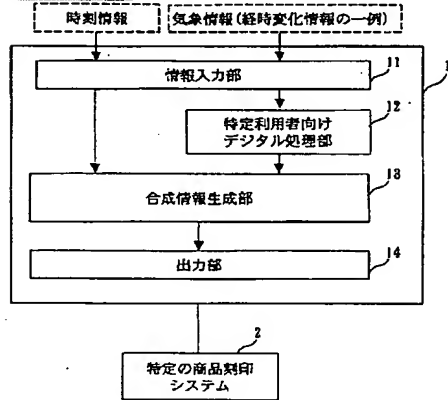 時刻情報
気象情報(経時変化情報の一例)
情報入力部
11
1
12
特定利用者向け
デジタル処理部
合成情報生成部
13
出力部
14
2
特定の商品刻印
システム